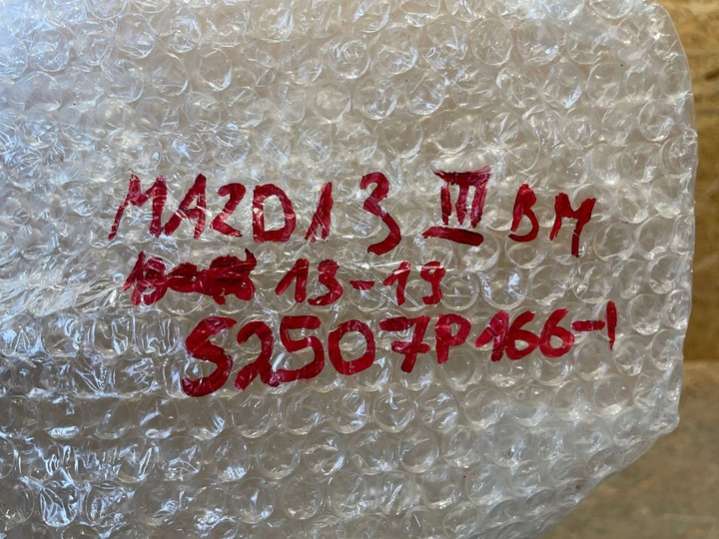 MAZDA 3 III BM
13-19
S2507P166-1